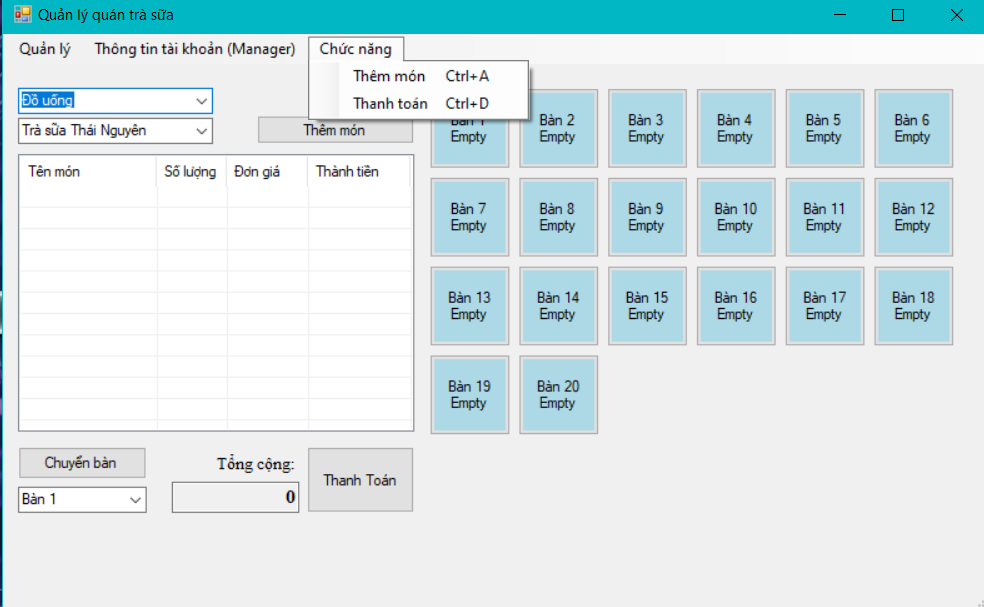 Quản lý quán trà sữa
Quản lý Thông tin tài khoản (Manager) Chức năng
Thêm món Ctrl+A
Thanh toán Ctrl+D
Đồ uống
Trà sữa Thái Nguyên
Thêm món
Tên món Số lượng Đơn giá Thành tiền
Chuyển bàn
Bàn 1
Tổng cộng:
0
Thanh Toán
Bàn 1
Empty
Bàn 2
Empty
Bàn 3
Empty
Bàn 4
Empty
Bàn 5
Empty
Bàn 6
Empty
Bàn 7
Empty
Bàn 8
Empty
Bàn 9
Empty
Bàn 10
Empty
Bàn 11
Empty
Bàn 12
Empty
Bàn 13
Empty
Bàn 14
Empty
Bàn 15
Empty
Bàn 16
Empty
Bàn 17
Empty
Bàn 18
Empty
Bàn 19
Empty
Bàn 20
Empty